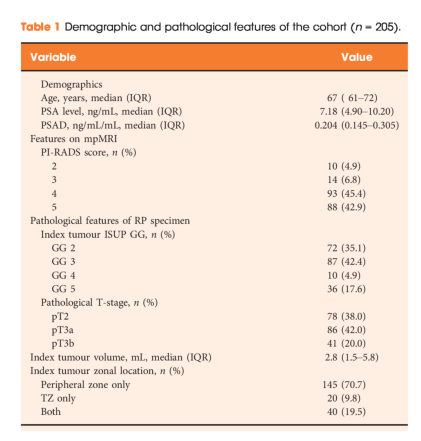 Table 1 Demographic and pathological features of the cohort (n = 205).
Variable Value
Demographics
Age, years, median (IQR) 67 ( 61–72)
PSA level, ng/mL, median (IQR) 7.18 (4.90–10.20)
PSAD, ng/mL/mL, median (IQR) 0.204 (0.145–0.305)
Features on mpMRI
PI-RADS score, n (%)
2 10 (4.9)
3 14 (6.8)
4 93 (45.4)
5 88 (42.9)
Pathological features of RP specimen
Index tumour ISUP GG, n (%)
GG 2 72 (35.1)
GG 3 87 (42.4)
GG 4 10 (4.9)
GG 5 36 (17.6)
Pathological T-stage, n (%)
pT2 78 (38.0)
pT3a 86 (42.0)
pT3b 41 (20.0)
Index tumour volume, mL, median (IQR) 2.8 (1.5–5.8)
Index tumour zonal location, n (%)
Peripheral zone only 145 (70.7)
TZ only 20 (9.8)
Both 40 (19.5)